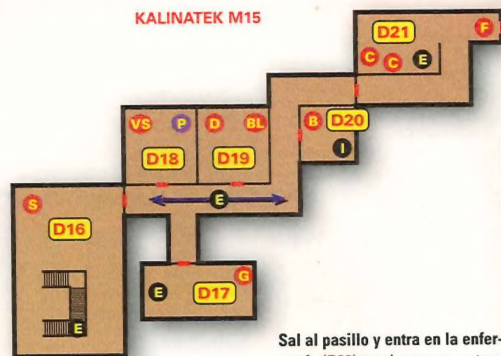 KALINATEK M15
D21
F
C
C
E
VS
P
D
BL
B
D20
D18
D19
I
S
E
D16
E
D17
G
E
Sal al pasillo y entra en la enfer-